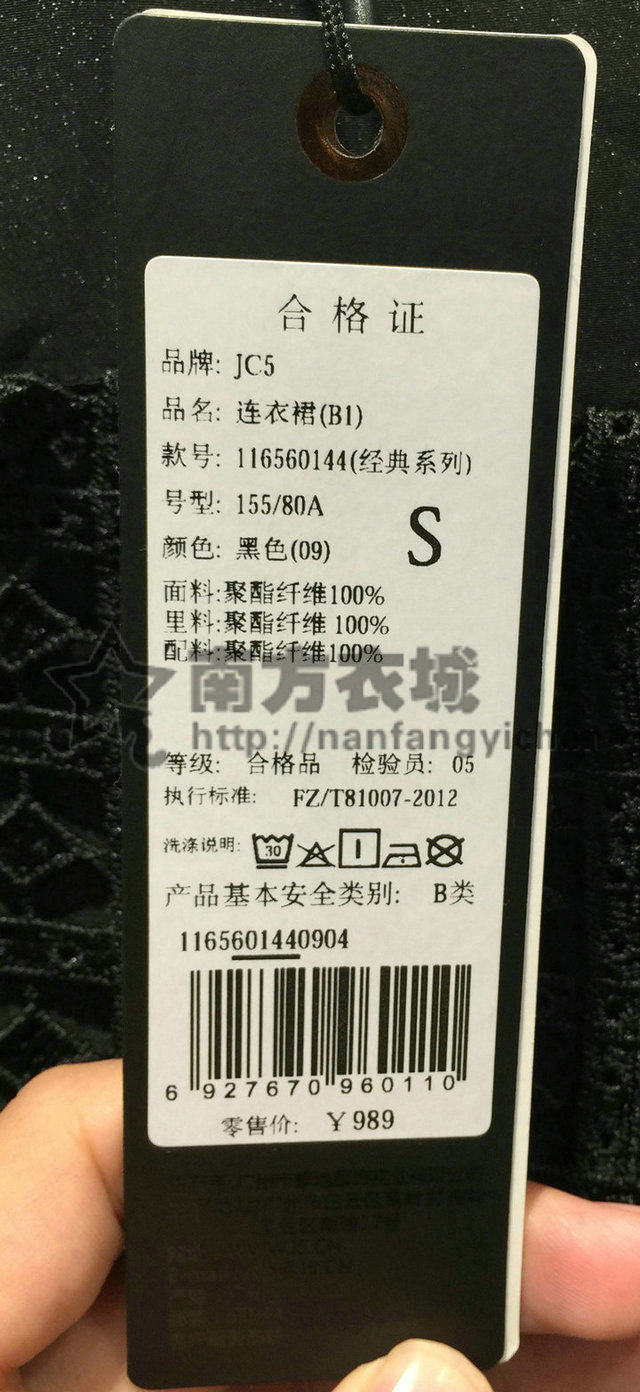 合格证
品牌: JC5
品名: 连衣裙(B1)
款号: 116560144(经典系列)
号型: 155/80A
S
颜色: 黑色(09)
面料:聚酯纤维100%
里料:聚酯纤维 100%
配料:聚酯纤维100%
南方衣城
http://nanfangyichen
等级: 合格品 检验员: 05
执行标准: FZ/T81007-2012
洗涤说明: 30
产品基本安全类别: B类
1165601440904
6 927670 960110
零售价: ¥989